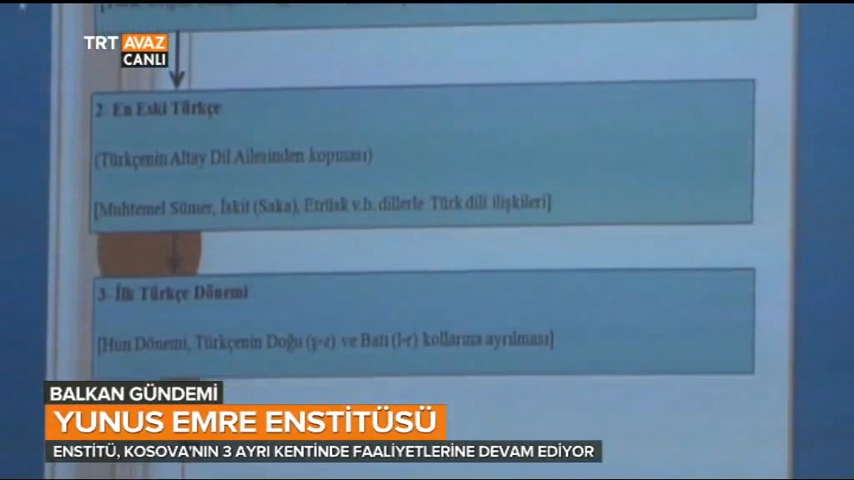 TRT AVAZ
CANLI
2- En Eski Türkçe
(Türkçenin Altay Dil Ailesinden kopması)
[Muhtemel Sümer, İskit (Saka), Etrüsk v.b. dillerle Türk dili ilişkileri]
3- İlk Türkçe Dönemi
[Hun Dönemi, Türkçenin Doğu (ş-z) ve Batı (l-r) kollarına ayrılması]
BALKAN GÜNDEMİ
YUNUS EMRE ENSTİTÜSÜ
ENSTİTÜ, KOSOVA'NIN 3 AYRI KENTİNDE FAALİYETLERİNE DEVAM EDİYOR